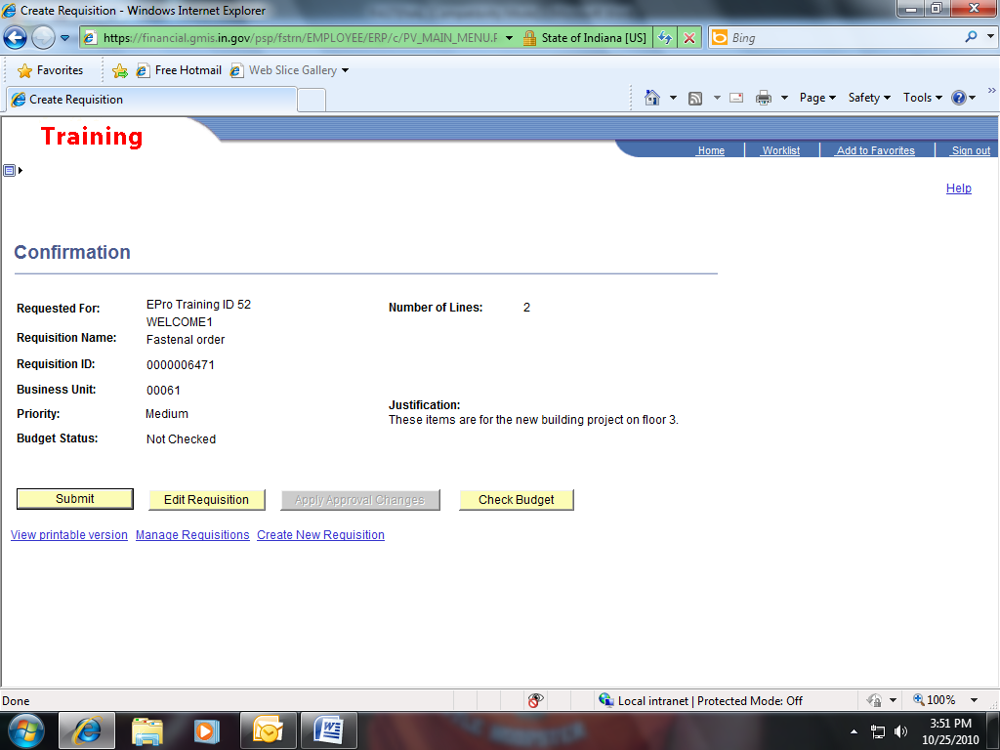 Create Requisition - Windows Internet Explorer
https://financial.gmis.in.gov/psp/fstrn/EMPLOYEE/ERP/c/PV_MAIN_MENU.F State of Indiana [US] Bing
Favorites Free Hotmail Web Slice Gallery
Create Requisition Page Safety Tools
Training
Home Worklist Add to Favorites Sign out
Help
Confirmation
Requested For: EPro Training ID 52 Number of Lines: 2
WELCOME1
Requisition Name: Fastenal order
Requisition ID: 0000006471
Business Unit: 00061
Justification:
Priority: Medium
These items are for the new building project on floor 3.
Budget Status: Not Checked
Submit Edit Requisition Apply Approval Changes Check Budget
View printable version Manage Requisitions Create New Requisition
Done Local intranet | Protected Mode: Off 100%
3:51 PM
10/25/2010